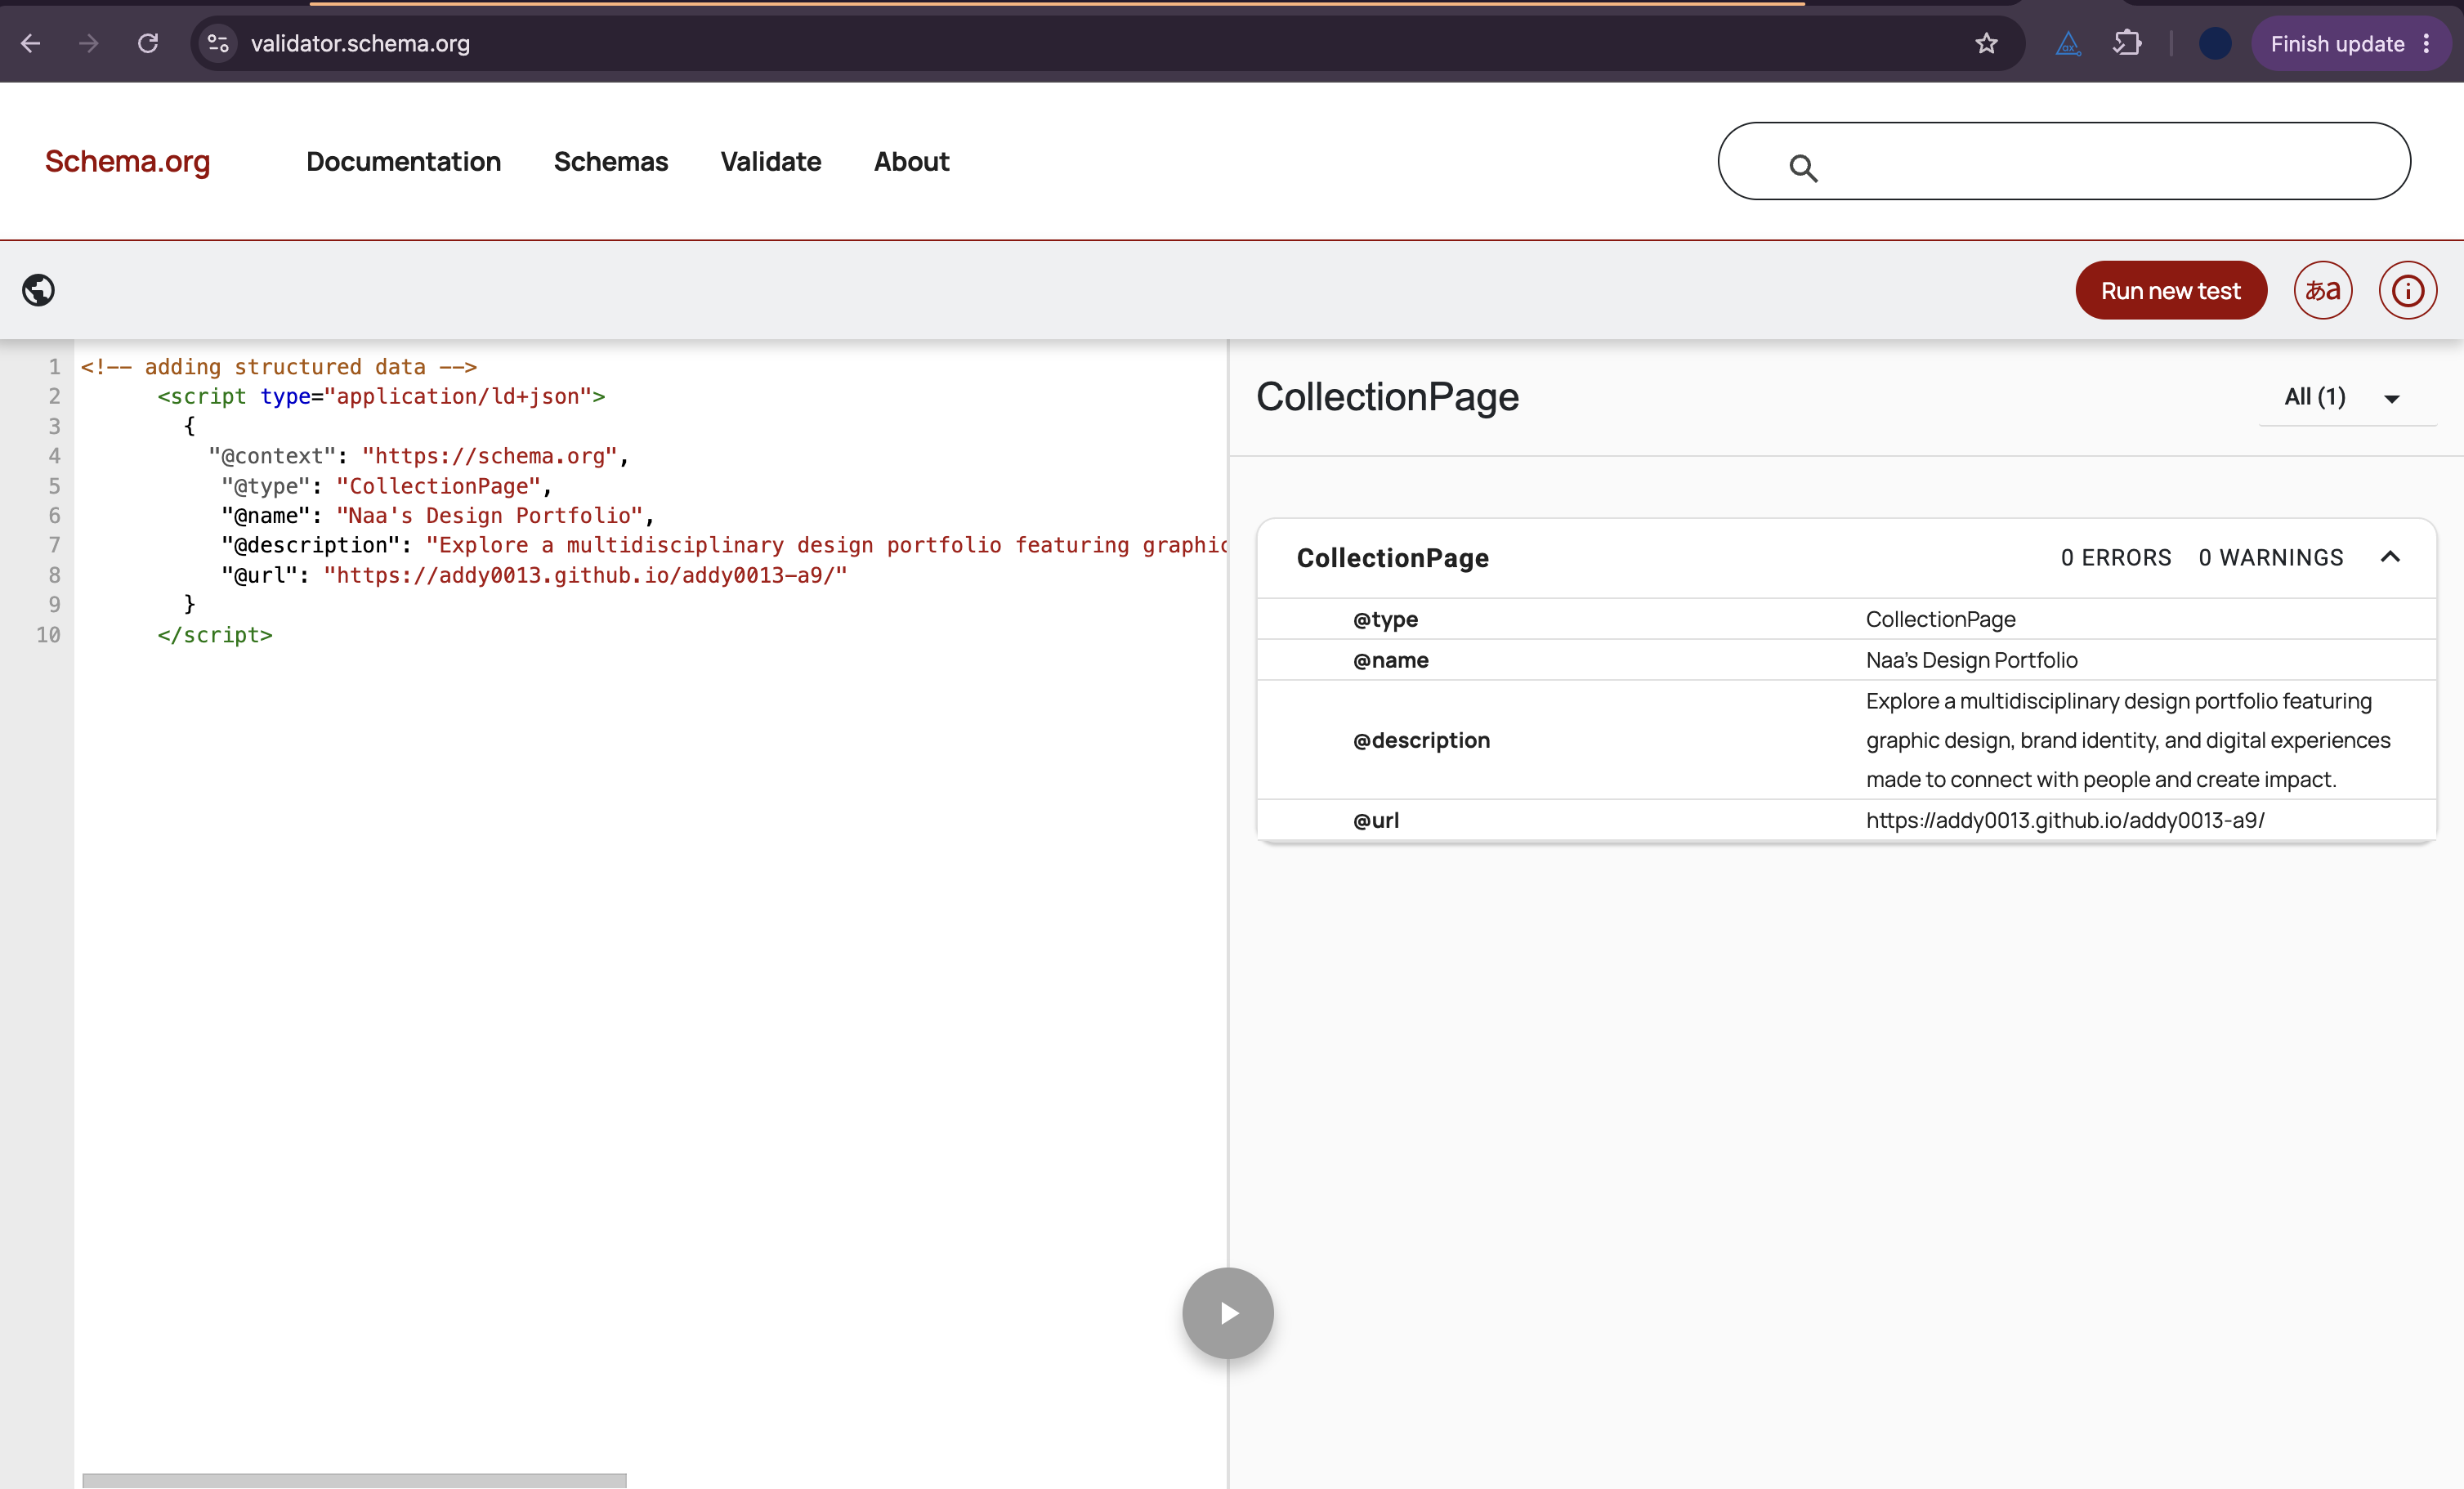 validator.schema.org
Finish update
Schema.org Documentation Schemas Validate About
Run new test あa
1 <!-- adding structured data -->
2 <script type="application/ld+json">
3 {
4 "@context": "https://schema.org",
5 "@type": "CollectionPage",
6 "@name": "Naa's Design Portfolio",
7 "@description": "Explore a multidisciplinary design portfolio featuring graphic
8 "@url": "https://addy0013.github.io/addy0013-a9/"
9 }
10 </script>
CollectionPage All (1)
CollectionPage 0 ERRORS 0 WARNINGS
@type CollectionPage
@name Naa's Design Portfolio
@description Explore a multidisciplinary design portfolio featuring
graphic design, brand identity, and digital experiences
made to connect with people and create impact.
@url https://addy0013.github.io/addy0013-a9/